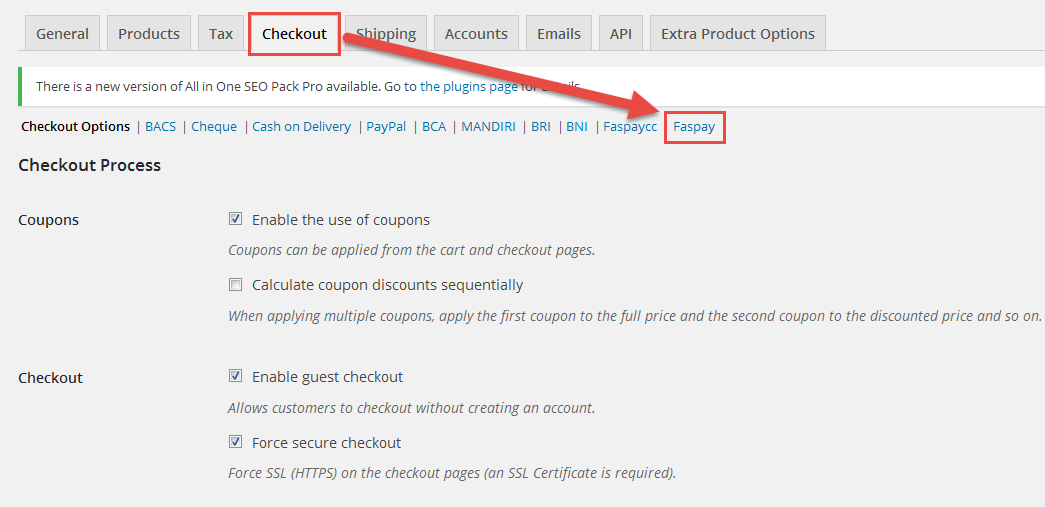 General Products Tax Checkout Shipping Accounts Emails API Extra Product Options
There is a new version of All in One SEO Pack Pro available. Go to the plugins page for details.
Checkout Options | BACS | Cheque | Cash on Delivery | PayPal | BCA | MANDIRI | BRI | BNI | Faspaycc Faspay
Checkout Process
Coupons Enable the use of coupons
Coupons can be applied from the cart and checkout pages.
Calculate coupon discounts sequentially
When applying multiple coupons, apply the first coupon to the full price and the second coupon to the discounted price and so on.
Checkout Enable guest checkout
Allows customers to checkout without creating an account.
Force secure checkout
Force SSL (HTTPS) on the checkout pages (an SSL Certificate is required).